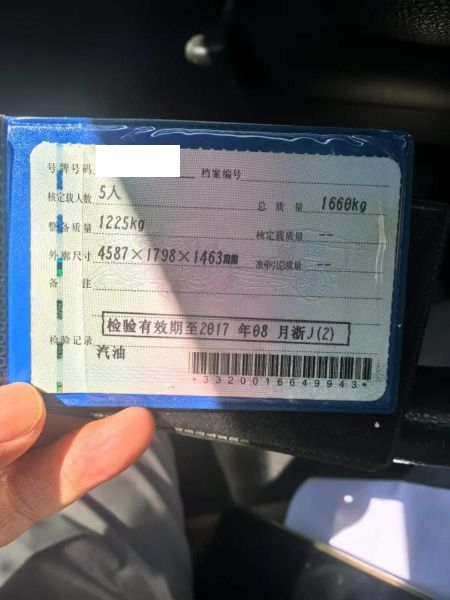 号牌号码 档案编号
核定载人数 5人 总质量 1660kg
整备质量 1225kg 核定载质量 --
外廓尺寸 4587×1798×1463mm 准牵引总质量 --
备注
检验有效期至2017 年08 月浙J(2)
检验记录
汽油
*3320016649943*